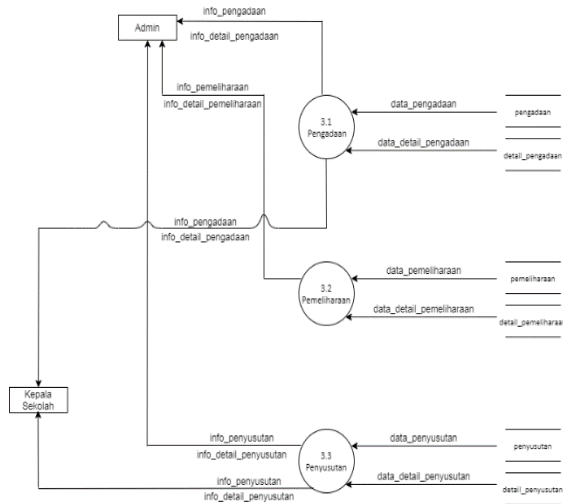 info_pengadaan
Admin
info_detail_pengadaan
info_pemeliharaan
info_detail_pemeliharaan
data_pengadaan
pengadaan
3.1
Pengadaan
data_detail_pengadaan
detail_pengadaan
info_pengadaan
info_detail_pengadaan
data_pemeliharaan
pemeliharaan
3.2
Pemeliharaan
data_detail_pemeliharaan
detail_pemeliharaa
Kepala
Sekolah
info_penyusutan
info_detail_penyusutan
data_penyusutan
penyusutan
3.3
Penyusutan
data_detail_penyusutan
detail_penyusutan
info_penyusutan
info_detail_penyusutan